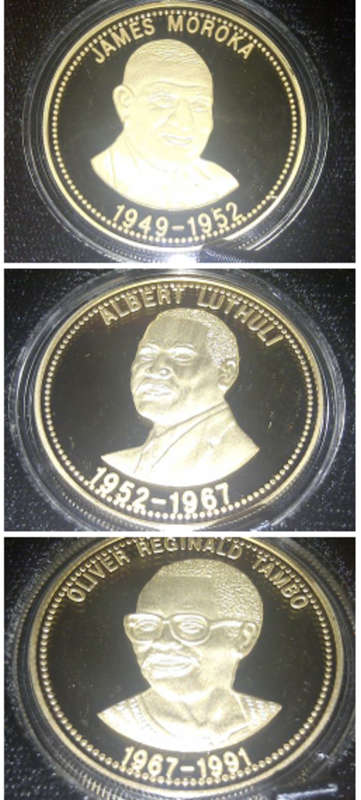 JAMES MOROKA
1949-1952
ALBERT LUTHULI
1952-1967
OLIVER REGINALD TAMBO
1967-1991